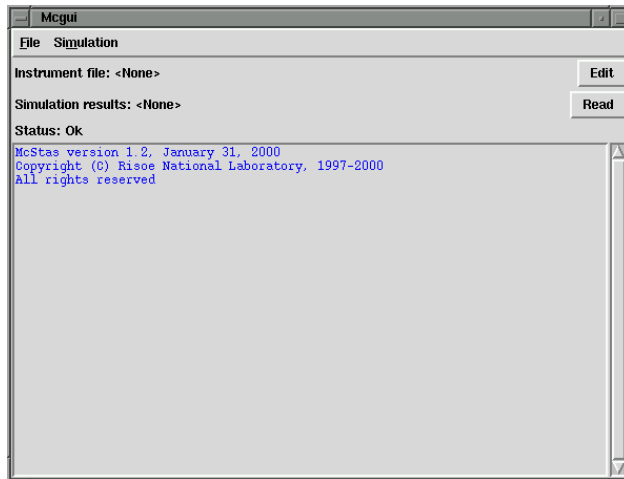 Mcgui
File Simulation
Instrument file: <None> Edit
Simulation results: <None> Read
Status: Ok
McStas version 1.2, January 31, 2000
Copyright (C) Risoe National Laboratory, 1997-2000
All rights reserved